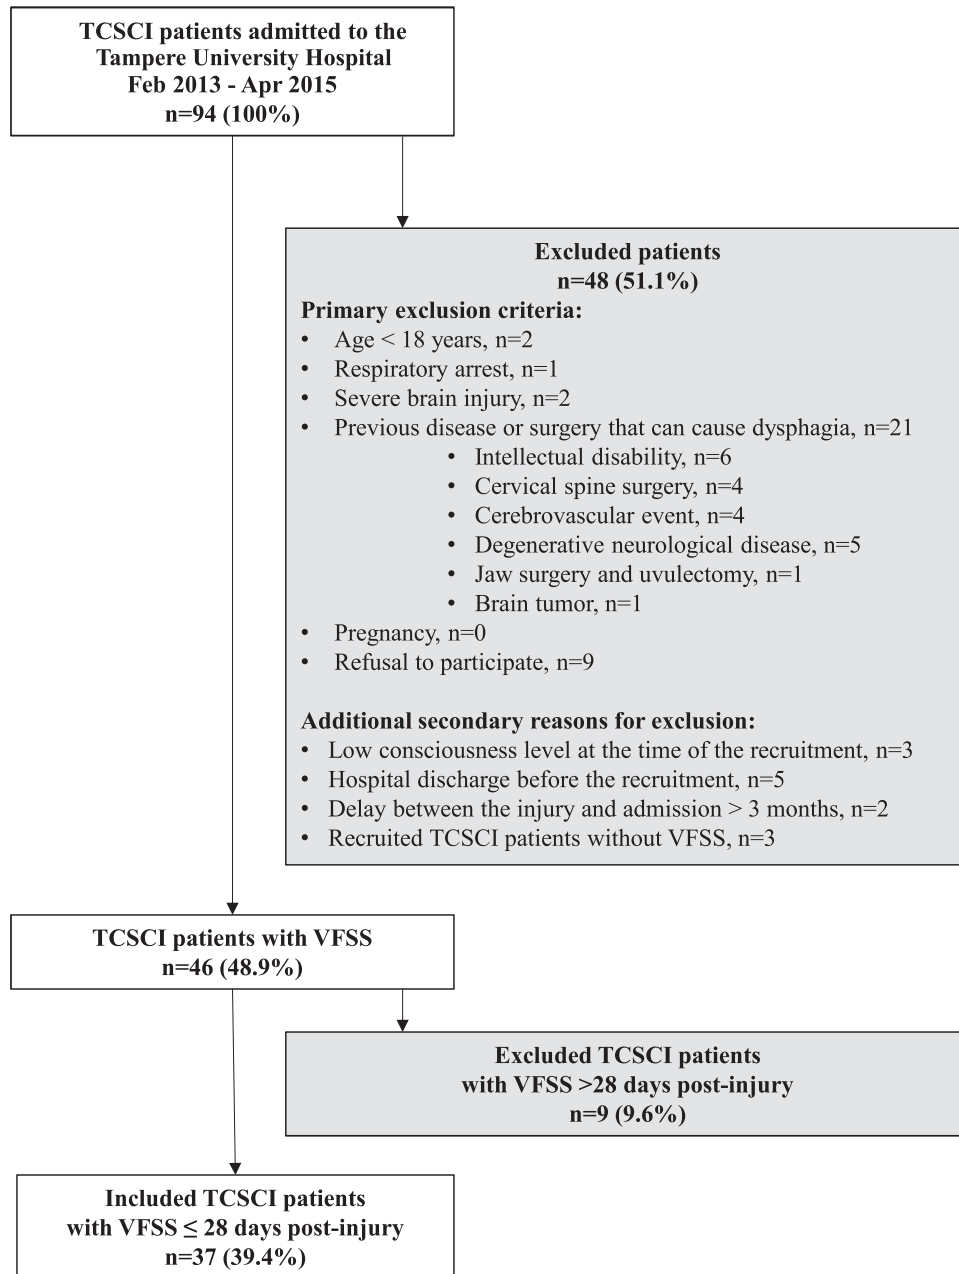 TCSCI patients admitted to the
Tampere University Hospital
Feb 2013 - Apr 2015
n=94 (100%)
Excluded patients
n=48 (51.1%)
Primary exclusion criteria:
• Age < 18 years, n=2
• Respiratory arrest, n=1
• Severe brain injury, n=2
• Previous disease or surgery that can cause dysphagia, n=21
• Intellectual disability, n=6
• Cervical spine surgery, n=4
• Cerebrovascular event, n=4
• Degenerative neurological disease, n=5
• Jaw surgery and uvulectomy, n=1
• Brain tumor, n=1
• Pregnancy, n=0
• Refusal to participate, n=9
Additional secondary reasons for exclusion:
• Low consciousness level at the time of the recruitment, n=3
• Hospital discharge before the recruitment, n=5
• Delay between the injury and admission > 3 months, n=2
• Recruited TCSCI patients without VFSS, n=3
TCSCI patients with VFSS
n=46 (48.9%)
Excluded TCSCI patients
with VFSS >28 days post-injury
n=9 (9.6%)
Included TCSCI patients
with VFSS ≤ 28 days post-injury
n=37 (39.4%)